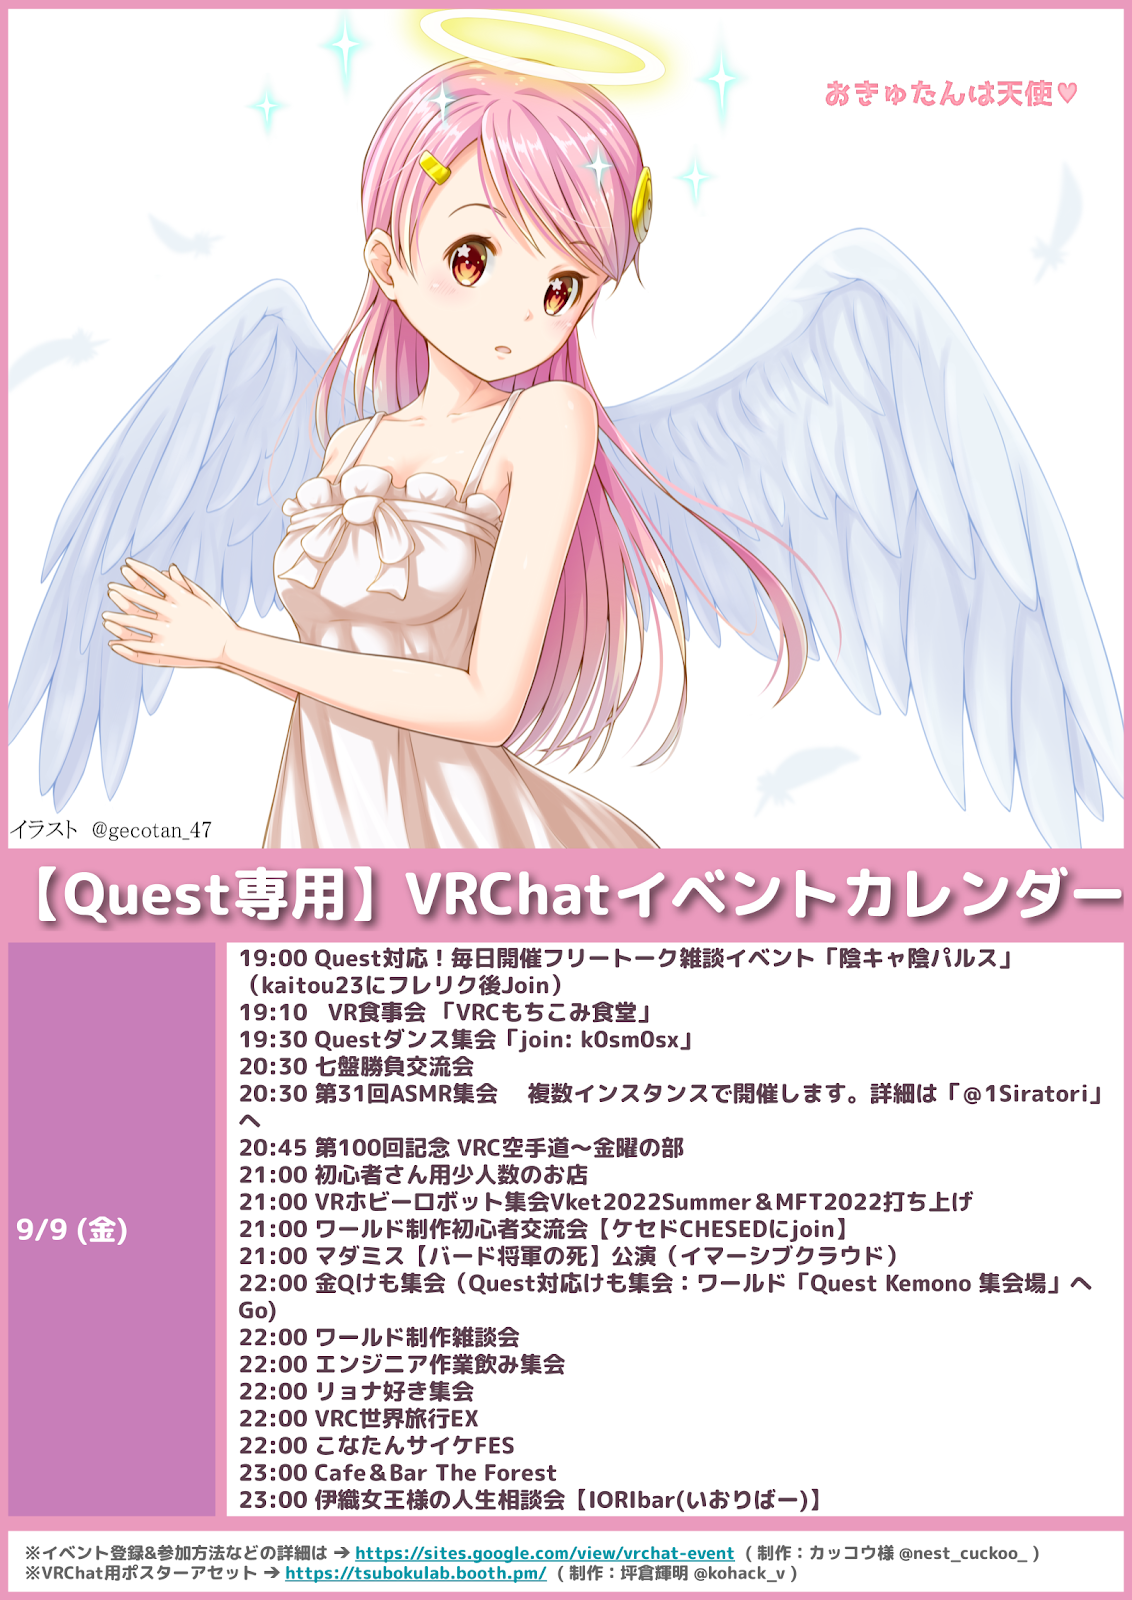 おきゅたんは天使♥
イラスト @gecotan_47
【Quest専用】VRChatイベントカレンダー
9/9 (金)
19:00 Quest対応！毎日開催フリートーク雑談イベント「陰キャ陰パルス」
（kaitou23にフレリク後Join）
19:10 VR食事会 「VRCもちこみ食堂」
19:30 Questダンス集会「join: k0sm0sx」
20:30 七盤勝負交流会
20:30 第31回ASMR集会 複数インスタンスで開催します。詳細は「@1Siratori」
へ
20:45 第100回記念 VRC空手道～金曜の部
21:00 初心者さん用少人数のお店
21:00 VRホビーロボット集会Vket2022Summer＆MFT2022打ち上げ
21:00 ワールド制作初心者交流会【ケセドCHESEDにjoin】
21:00 マダミス【バード将軍の死】公演（イマーシブクラウド）
22:00 金Qけも集会（Quest対応けも集会：ワールド「Quest Kemono 集会場」へ
Go)
22:00 ワールド制作雑談会
22:00 エンジニア作業飲み集会
22:00 リョナ好き集会
22:00 VRC世界旅行EX
22:00 こなたんサイケFES
23:00 Cafe＆Bar The Forest
23:00 伊織女王様の人生相談会【IORIbar(いおりばー)】
※イベント登録&参加方法などの詳細は → https://sites.google.com/view/vrchat-event ( 制作：カッコウ様 @nest_cuckoo_ )
※VRChat用ポスターアセット → https://tsubokulab.booth.pm/ ( 制作：坪倉輝明 @kohack_v )